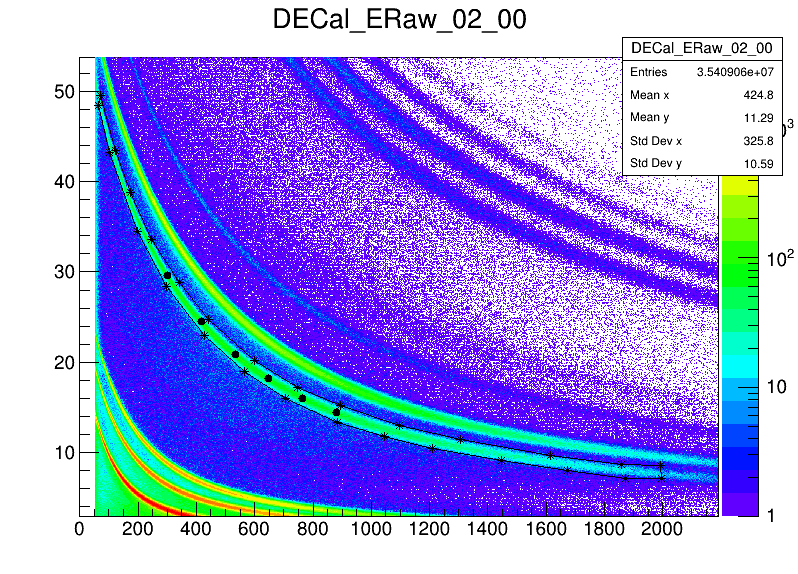 DECal_ERaw_02_00
DECal_ERaw_02_00
Entries 3.540906e+07
Mean x 424.8
Mean y 11.29
Std Dev x 325.8
Std Dev y 10.59
50
40
30
20
10
0 200 400 600 800 1000 1200 1400 1600 1800 2000
3
10²
10
1